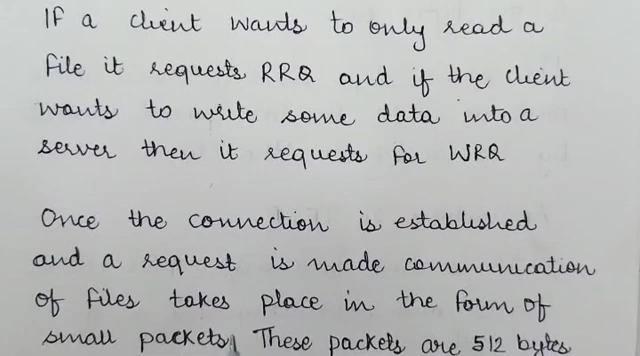 If a client wants to only read a
file it requests RRQ and if the client
wants to write some data into a
server then it requests for WRQ
Once the connection is established
and a request is made communication
of files takes place in the form of
small packets. These packets are 512 bytes